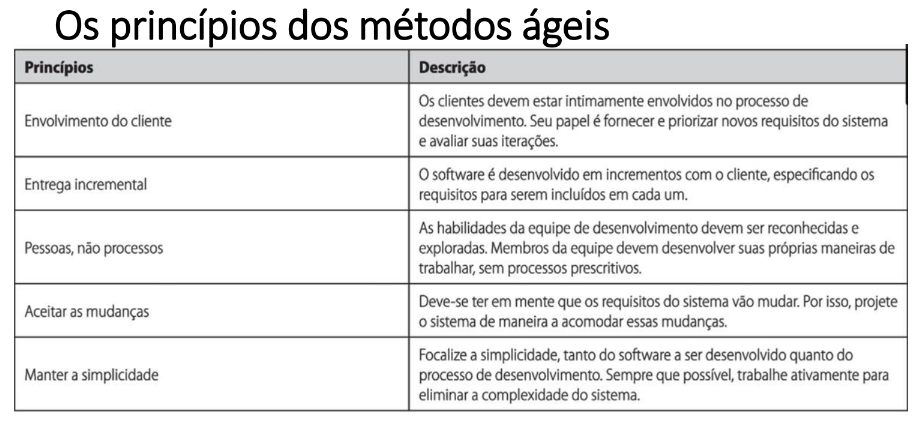 Os princípios dos métodos ágeis
Princípios
Descrição
Envolvimento do cliente
Os clientes devem estar intimamente envolvidos no processo de
desenvolvimento. Seu papel é fornecer e priorizar novos requisitos do sistema
e avaliar suas iterações.
Entrega incremental
O software é desenvolvido em incrementos com o cliente, especificando os
requisitos para serem incluídos em cada um.
Pessoas, não processos
As habilidades da equipe de desenvolvimento devem ser reconhecidas e
exploradas. Membros da equipe devem desenvolver suas próprias maneiras de
trabalhar, sem processos prescritivos.
Aceitar as mudanças
Deve-se ter em mente que os requisitos do sistema vão mudar. Por isso, projete
o sistema de maneira a acomodar essas mudanças.
Manter a simplicidade
Focalize a simplicidade, tanto do software a ser desenvolvido quanto do
processo de desenvolvimento. Sempre que possível, trabalhe ativamente para
eliminar a complexidade do sistema.